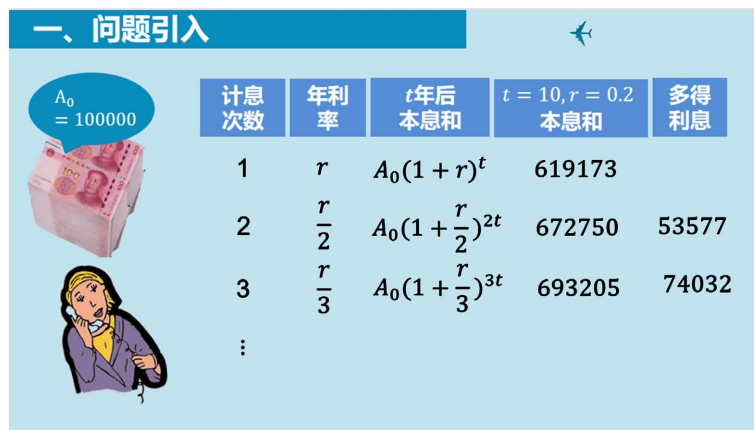 一、问题引入
A₀
= 100000
计息次数 年利率 t年后本息和 t = 10, r = 0.2 本息和 多得利息
1 r A₀(1 + r)ᵗ 619173
2 r/2 A₀(1 + r/2)²ᵗ 672750 53577
3 r/3 A₀(1 + r/3)³ᵗ 693205 74032
⋮